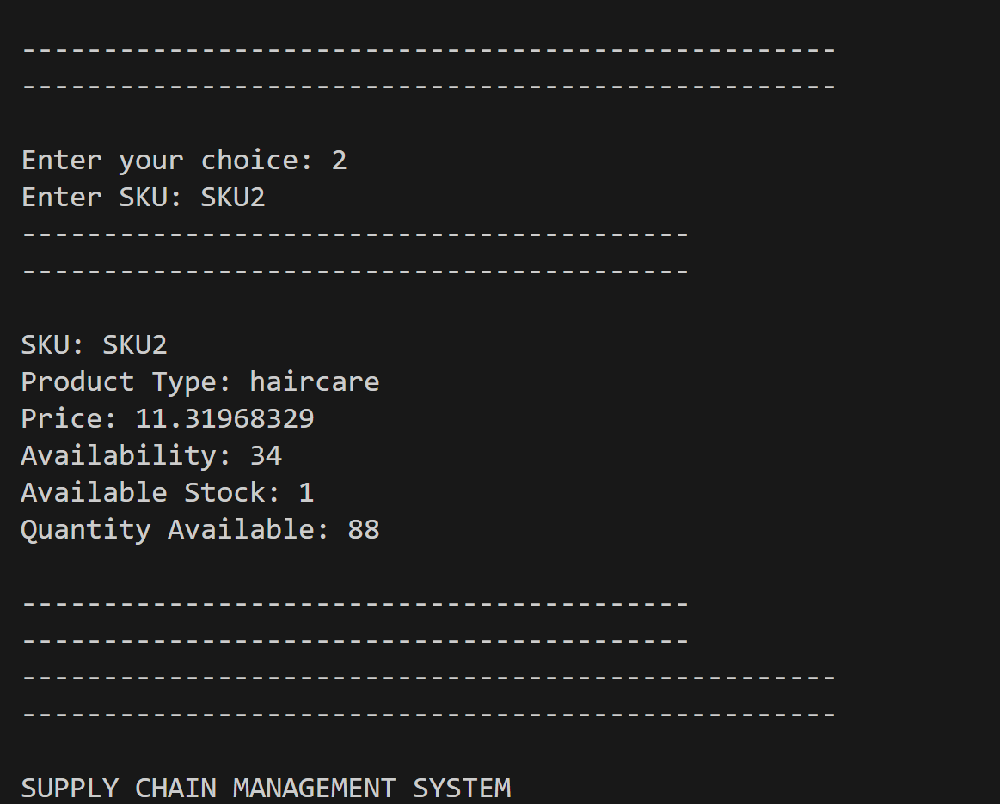 --------------------------------------------------
--------------------------------------------------
Enter your choice: 2
Enter SKU: SKU2
-----------------------------------------
-----------------------------------------
SKU: SKU2
Product Type: haircare
Price: 11.31968329
Availability: 34
Available Stock: 1
Quantity Available: 88
-----------------------------------------
-----------------------------------------
--------------------------------------------------
--------------------------------------------------
SUPPLY CHAIN MANAGEMENT SYSTEM